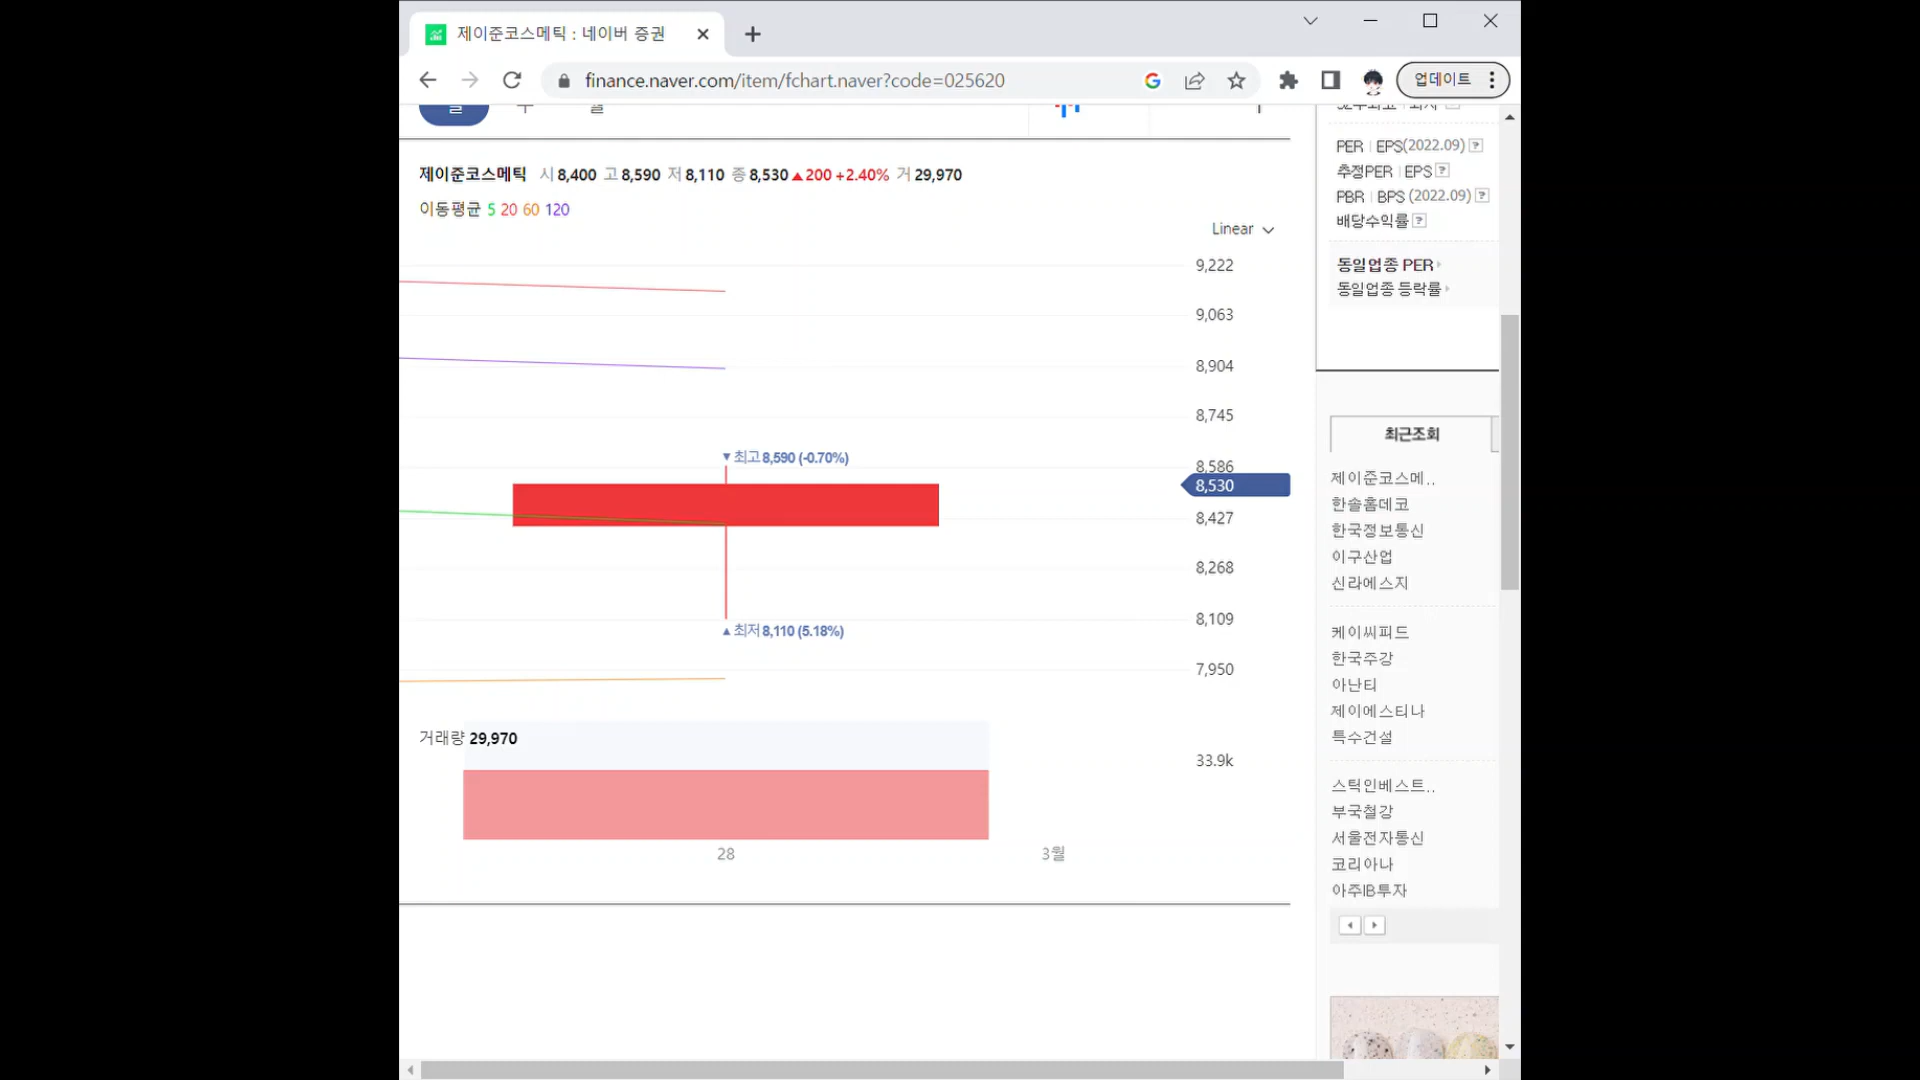 제이준코스메틱 : 네이버 증권
finance.naver.com/item/fchart.naver?code=025620
업데이트
일 주 월
제이준코스메틱 시 8,400 고 8,590 저 8,110 종 8,530 ▲200 +2.40% 거 29,970
이동평균 5 20 60 120
Linear
9,222
9,063
8,904
8,745
8,586
8,530
8,427
8,268
8,109
7,950
▼최고 8,590 (-0.70%)
▲최저 8,110 (5.18%)
거래량 29,970
33.9k
28
3월
PER | EPS(2022.09)
추정PER | EPS
PBR | BPS (2022.09)
배당수익률
동일업종 PER
동일업종 등락률
최근조회
제이준코스메..
한솔홈데코
한국정보통신
이구산업
신라에스지
케이씨피드
한국주강
아난티
제이에스티나
특수건설
스틱인베스트..
부국철강
서울전자통신
코리아나
아주IB투자